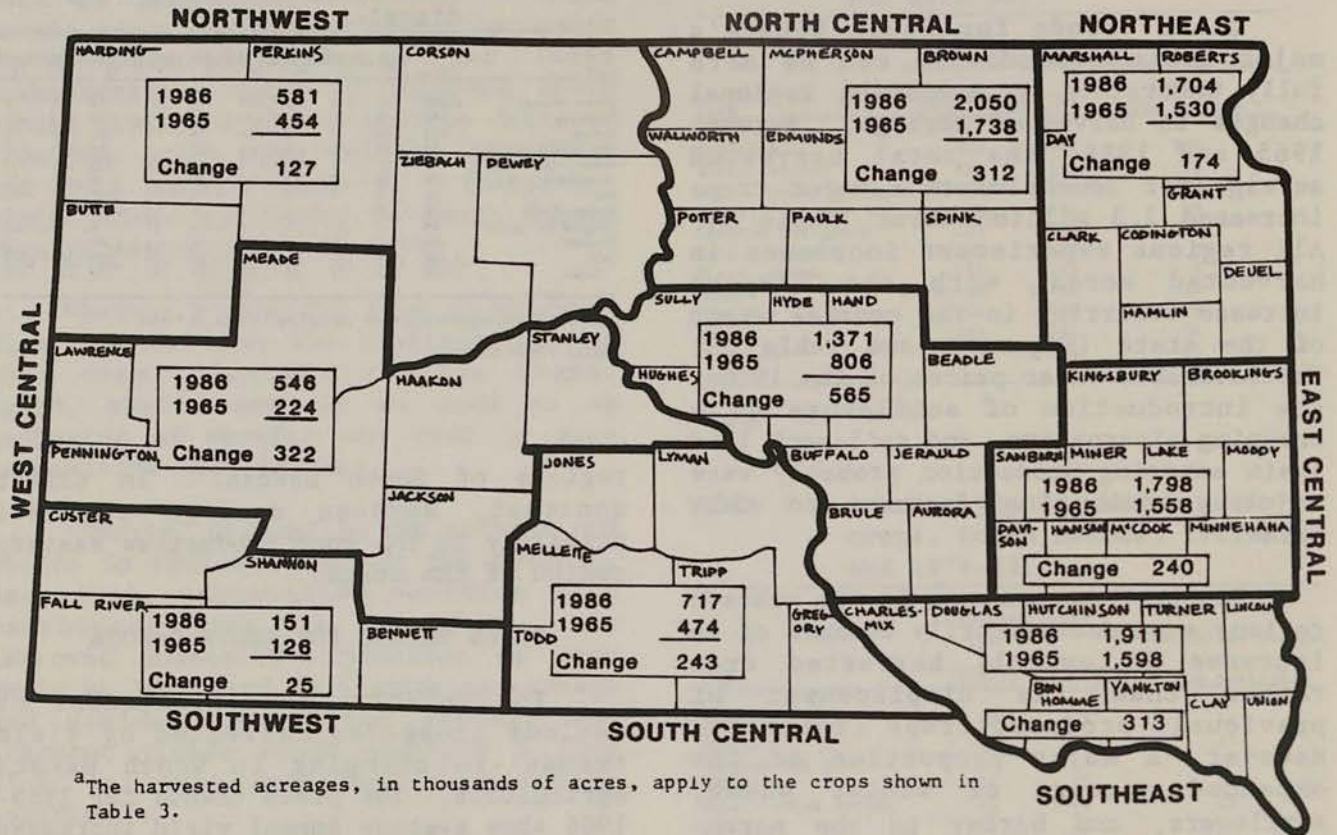 NORTHWEST
NORTH CENTRAL
NORTHEAST
HARDING
PERKINS
CORSON
CAMPBELL
MCPHERSON
BROWN
MARSHALL
ROBERTS
1986 581
1965 454
Change 127
1986 2,050
1965 1,738
Change 312
1986 1,704
1965 1,530
Change 174
WALWORTH
EDMUNDS
DAY
ZIEBACH
DEWEY
GRANT
BUTTE
POTTER
FAULK
SPINK
CLARK
CODINGTON
DEUEL
MEADE
HAMLIN
SULLY
HYDE
HAND
STANLEY
HUGHES
1986 1,371
1965 806
Change 565
BEADLE
KINGSBURY
BROOKINGS
WEST CENTRAL
LAWRENCE
1986 546
1965 224
Change 322
HAAKON
EAST CENTRAL
PENNINGTON
JONES
LYMAN
BUFFALO
JERAULD
SANBORN
MINER
LAKE
MOODY
1986 1,798
1965 1,558
Change 240
JACKSON
BRULE
AURORA
DAVI-
SON
HANSON
McCOOK
MINNEHAHA
CUSTER
SHANNON
MELLETTE
TRIPP
FALL RIVER
1986 151
1965 126
Change 25
BENNETT
TODD
1986 717
1965 474
Change 243
GREG-
ORY
CHARLES-
MIX
DOUGLAS
HUTCHINSON
TURNER
LINCOLN
1986 1,911
1965 1,598
BON
HOMME
YANKTON
CLAY
UNION
Change 313
SOUTHWEST
SOUTH CENTRAL
SOUTHEAST
a The harvested acreages, in thousands of acres, apply to the crops shown in
Table 3.